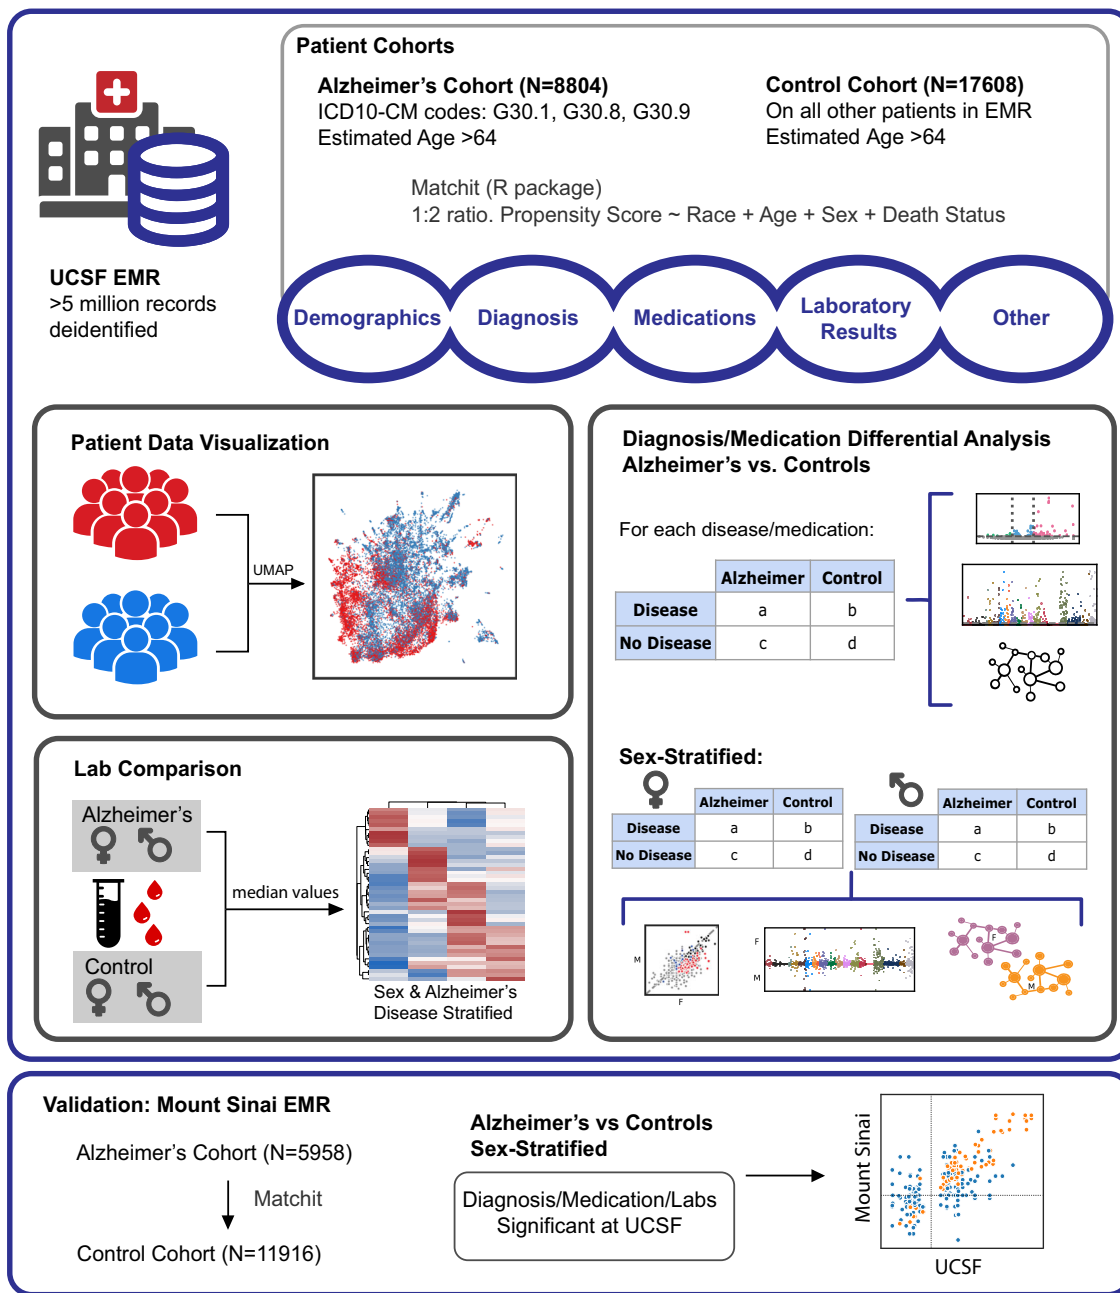 Patient Cohorts
Alzheimer's Cohort (N=8804)
ICD10-CM codes: G30.1, G30.8, G30.9
Estimated Age >64
Control Cohort (N=17608)
On all other patients in EMR
Estimated Age >64
Matchit (R package)
1:2 ratio. Propensity Score ~ Race + Age + Sex + Death Status
UCSF EMR
>5 million records
deidentified
Demographics
Diagnosis
Medications
Laboratory
Results
Other
Patient Data Visualization
UMAP
Lab Comparison
Alzheimer's
Control
median values
Sex & Alzheimer's
Disease Stratified
Diagnosis/Medication Differential Analysis
Alzheimer's vs. Controls
For each disease/medication:
Alzheimer Control
Disease a b
No Disease c d
Sex-Stratified:
Alzheimer Control
Disease a b
No Disease c d
Alzheimer Control
Disease a b
No Disease c d
M
F
F
M
F
M
Validation: Mount Sinai EMR
Alzheimer's Cohort (N=5958)
Matchit
Control Cohort (N=11916)
Alzheimer's vs Controls
Sex-Stratified
Diagnosis/Medication/Labs
Significant at UCSF
Mount Sinai
UCSF